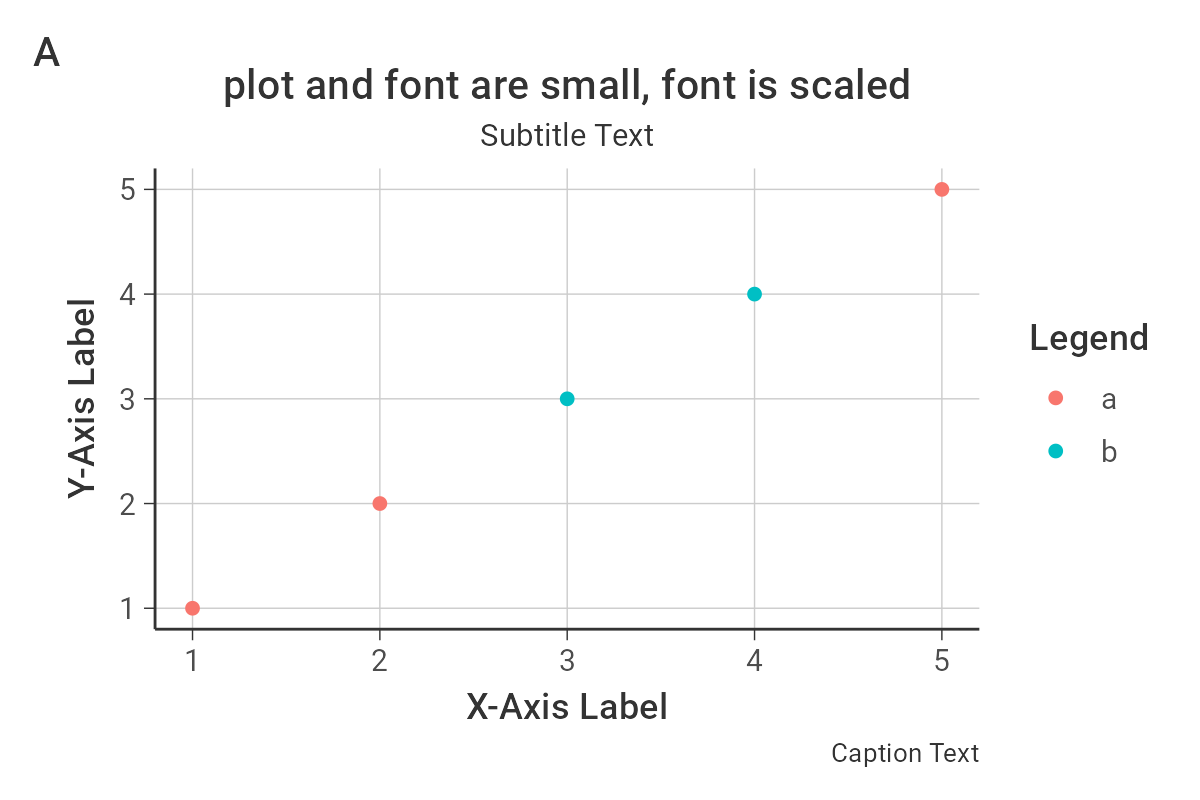 A
plot and font are small, font is scaled
Subtitle Text
5
4
3
2
1
Y-Axis Label
1 2 3 4 5
X-Axis Label
Legend
a
b
Caption Text